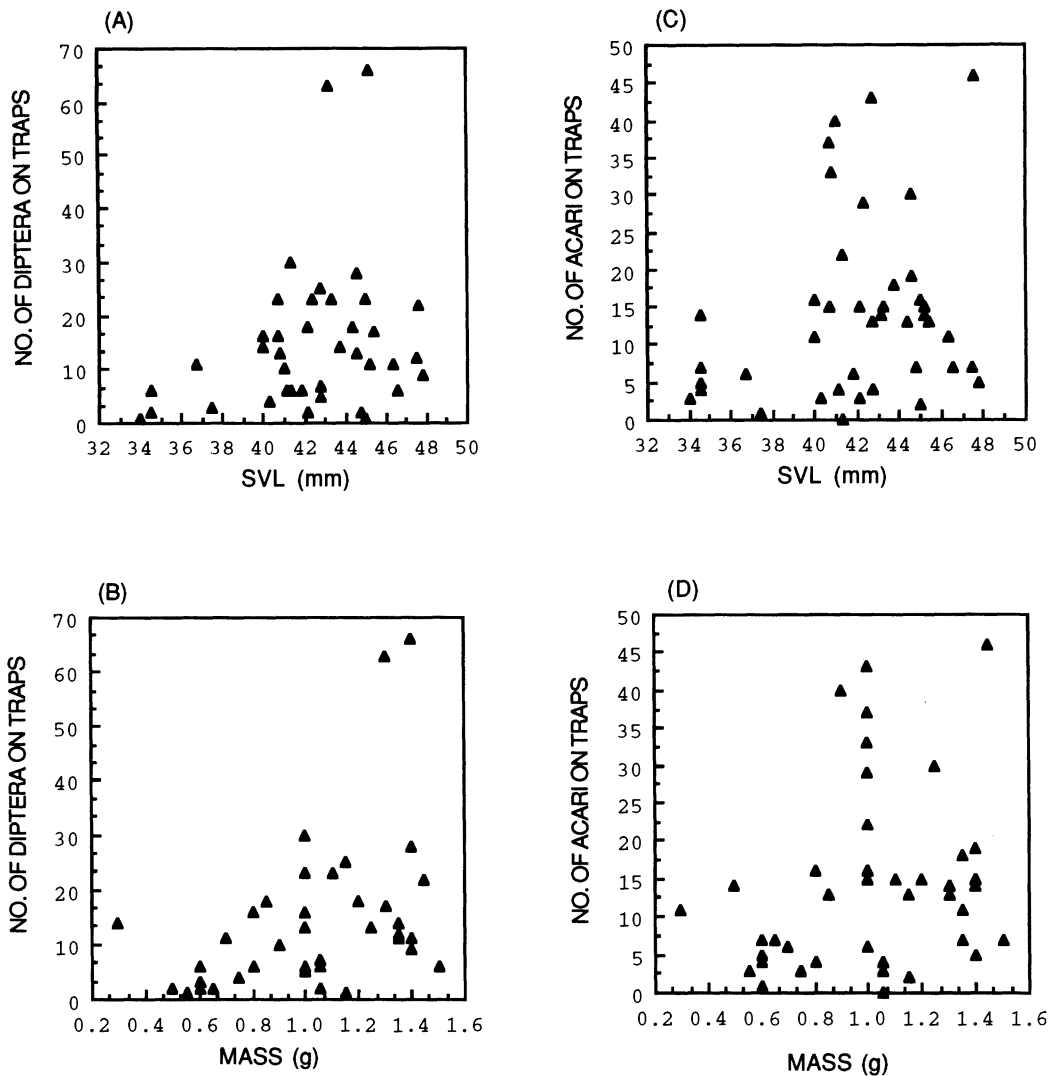 (A)
70
60
50
40
30
20
10
0
NO. OF DIPTERA ON TRAPS
32 34 36 38 40 42 44 46 48 50
SVL (mm)
(C)
50
45
40
35
30
25
20
15
10
5
0
NO. OF ACARI ON TRAPS
32 34 36 38 40 42 44 46 48 50
SVL (mm)
(B)
70
60
50
40
30
20
10
0
NO. OF DIPTERA ON TRAPS
0.2 0.4 0.6 0.8 1.0 1.2 1.4 1.6
MASS (g)
(D)
50
45
40
35
30
25
20
15
10
5
0
NO. OF ACARI ON TRAPS
0.2 0.4 0.6 0.8 1.0 1.2 1.4 1.6
MASS (g)